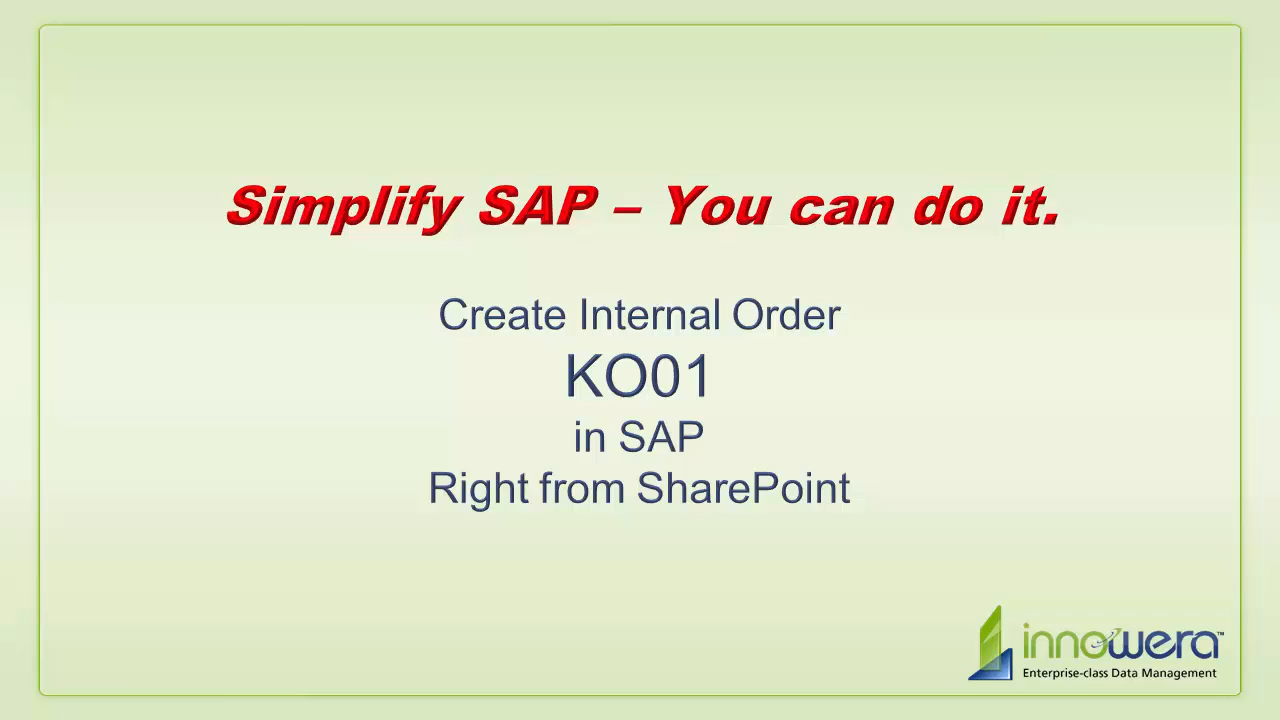 Simplify SAP – You can do it.
Create Internal Order
KO01
in SAP
Right from SharePoint
innowera™
Enterprise-class Data Management